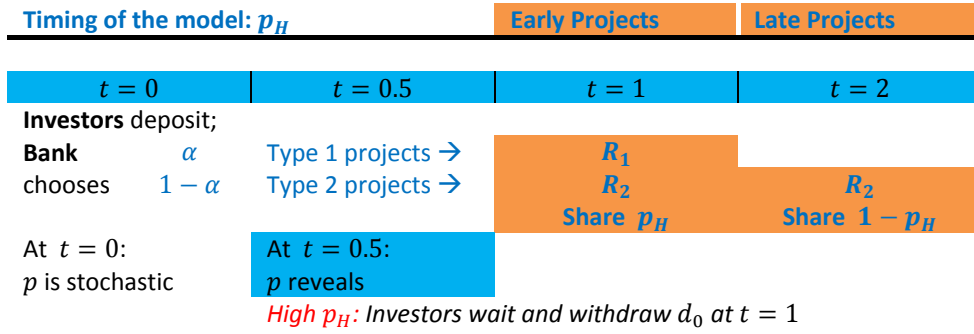 Timing of the model: p_H Early Projects Late Projects
t = 0 t = 0.5 t = 1 t = 2
Investors deposit;
Bank α Type 1 projects → R_1
chooses 1 − α Type 2 projects → R_2 R_2
Share p_H Share 1 − p_H
At t = 0: At t = 0.5:
p is stochastic p reveals
High p_H: Investors wait and withdraw d_0 at t = 1